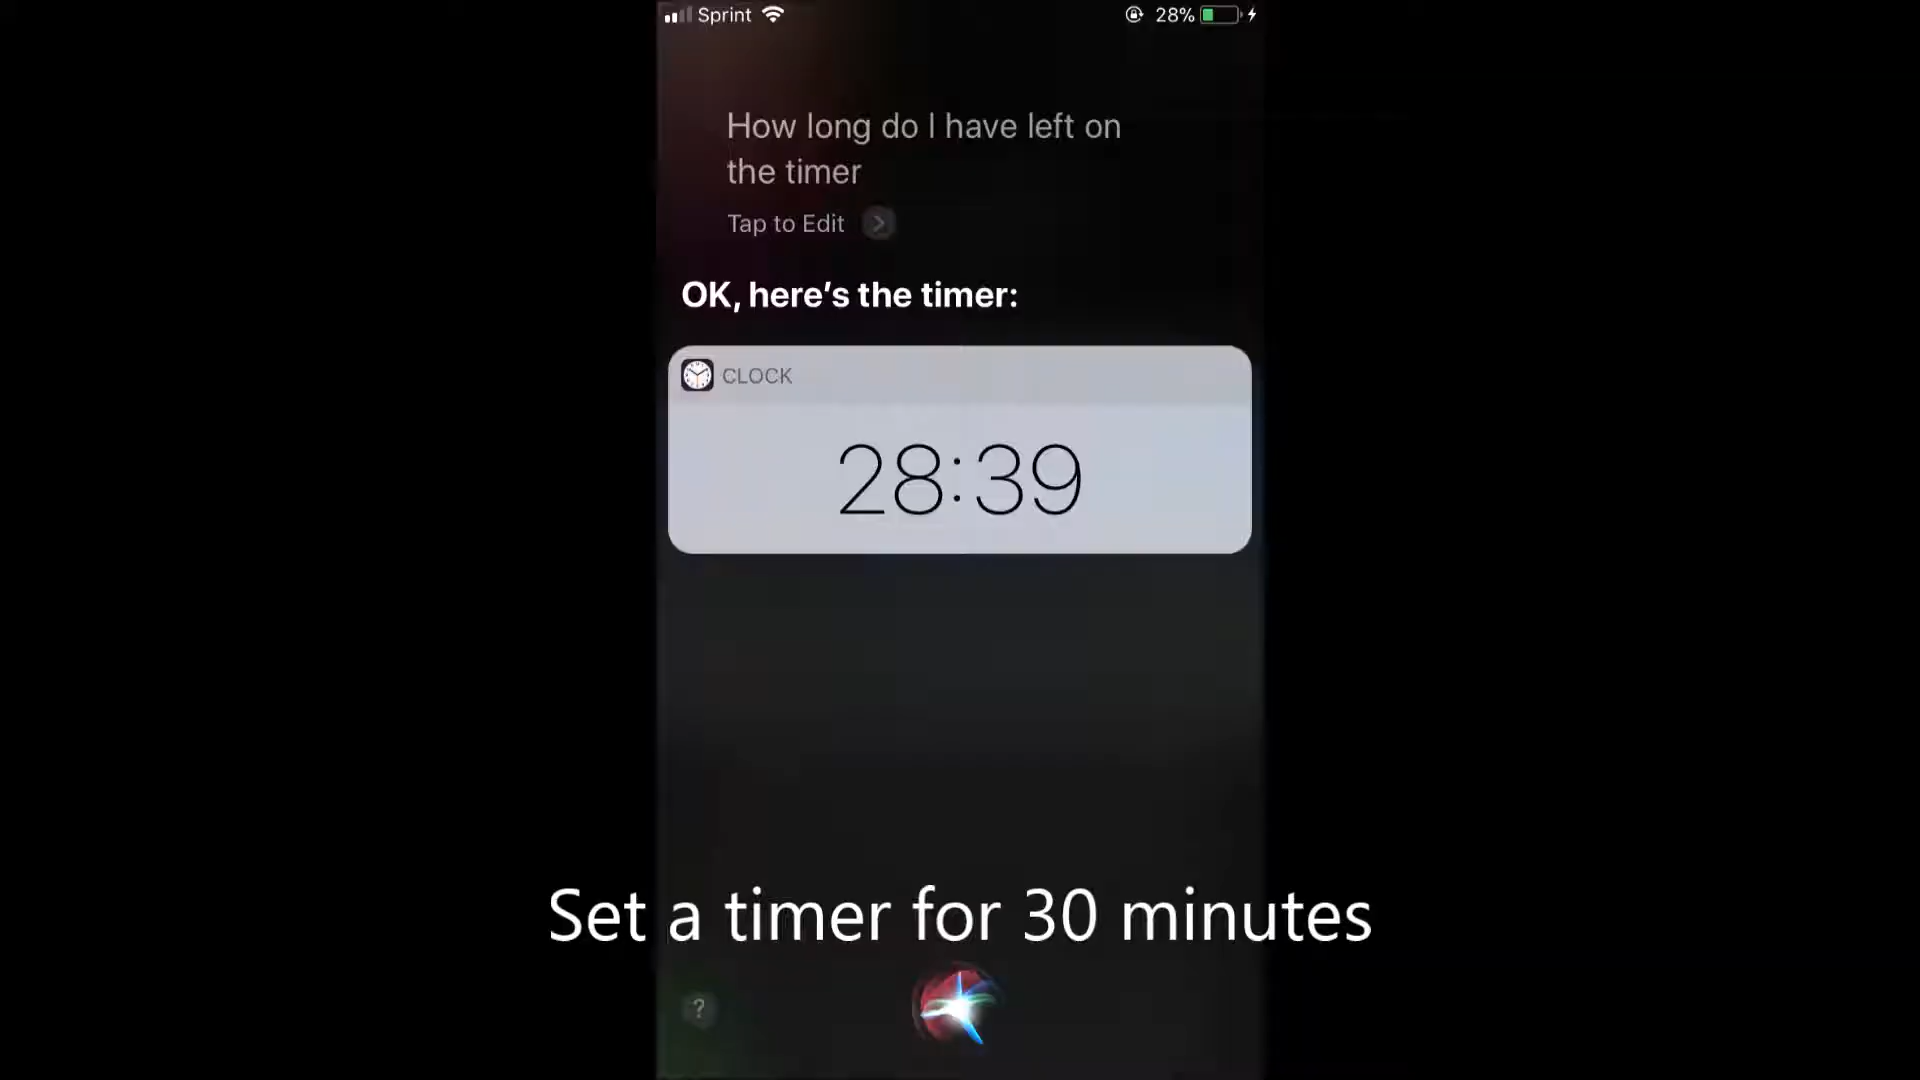 Sprint
28%
How long do I have left on
the timer
Tap to Edit
OK, here's the timer:
CLOCK
28:39
Set a timer for 30 minutes
?